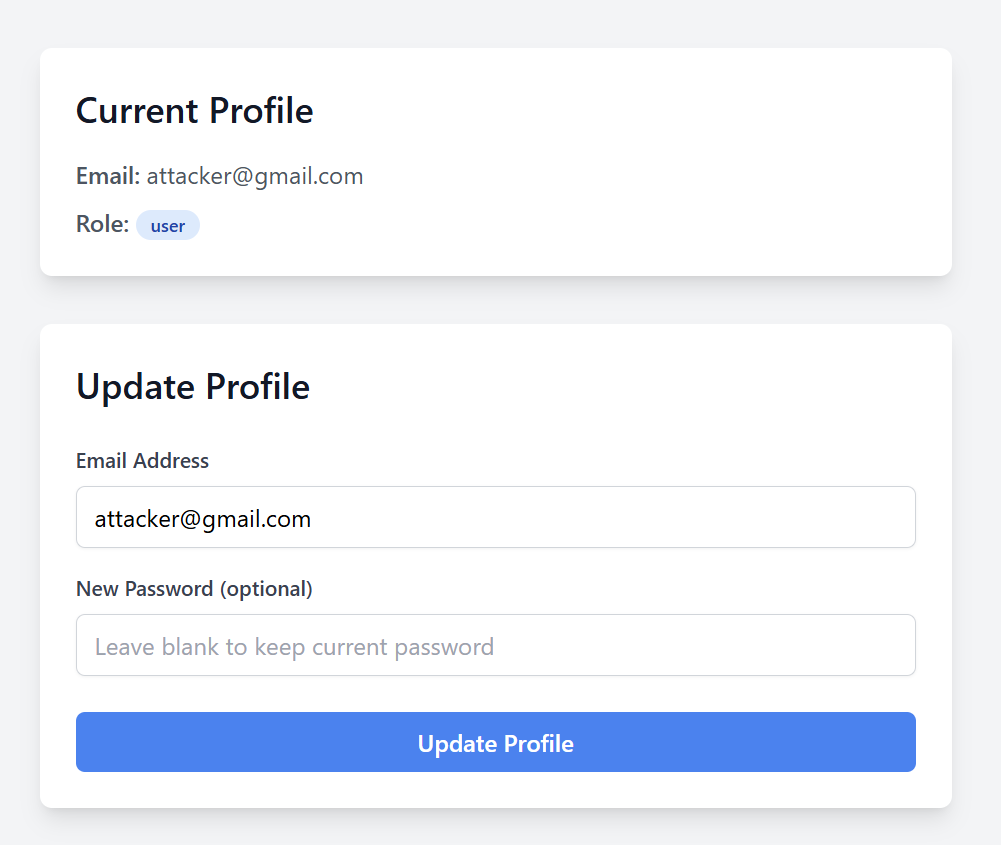 Current Profile
Email: attacker@gmail.com
Role: user
Update Profile
Email Address
attacker@gmail.com
New Password (optional)
Leave blank to keep current password
Update Profile